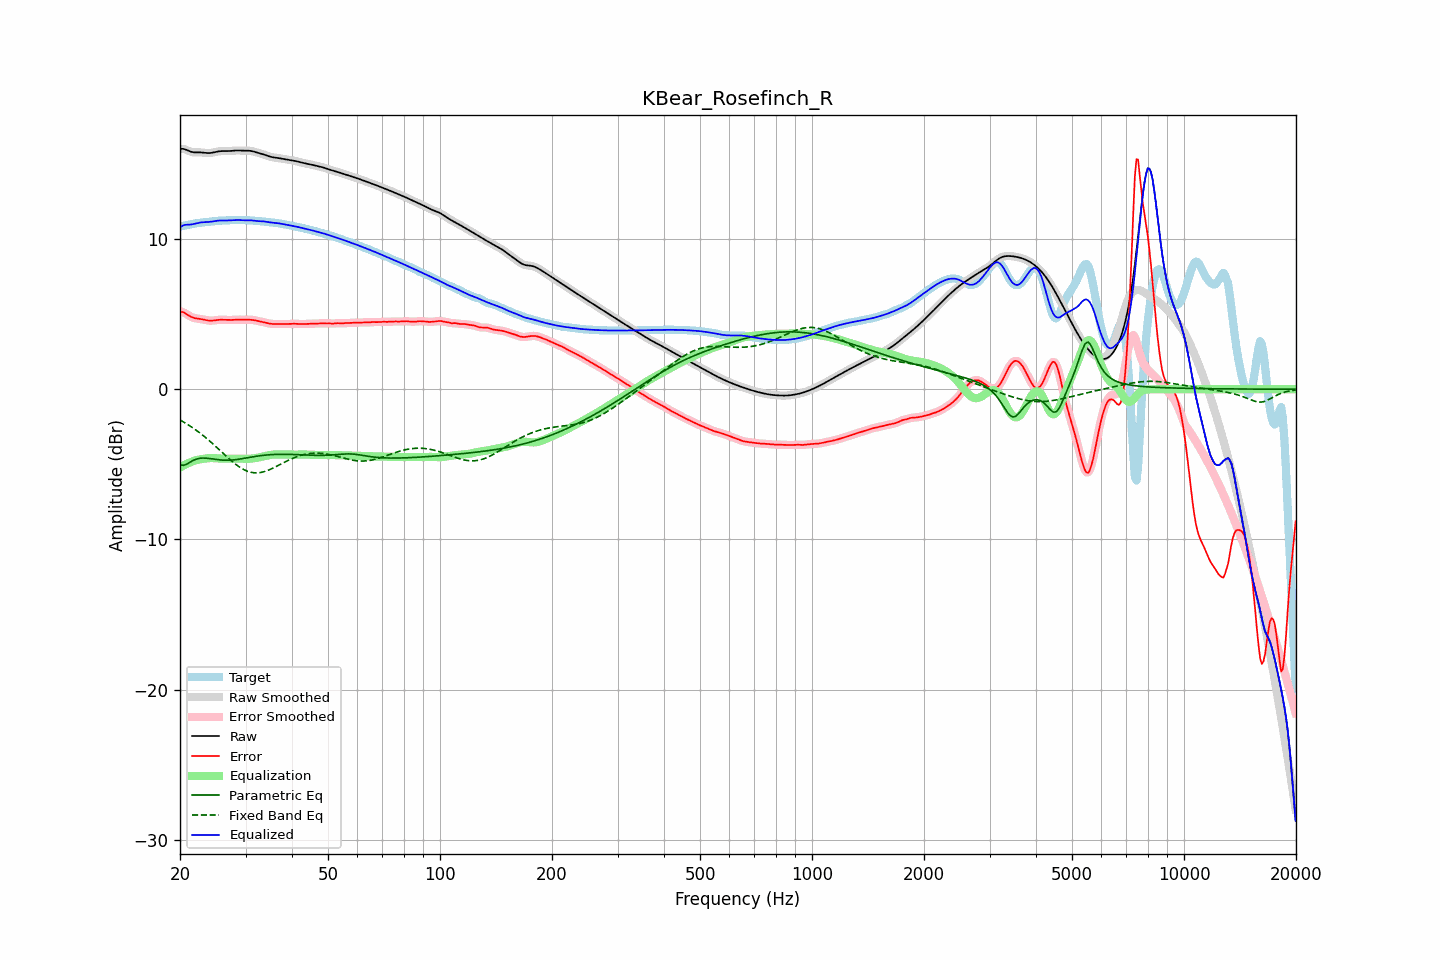 KBear_Rosefinch_R
Amplitude (dBr)
10
0
−10
−20
−30
Target
Raw Smoothed
Error Smoothed
Raw
Error
Equalization
Parametric Eq
Fixed Band Eq
Equalized
20 50 100 200 500 1000 2000 5000 10000 20000
Frequency (Hz)